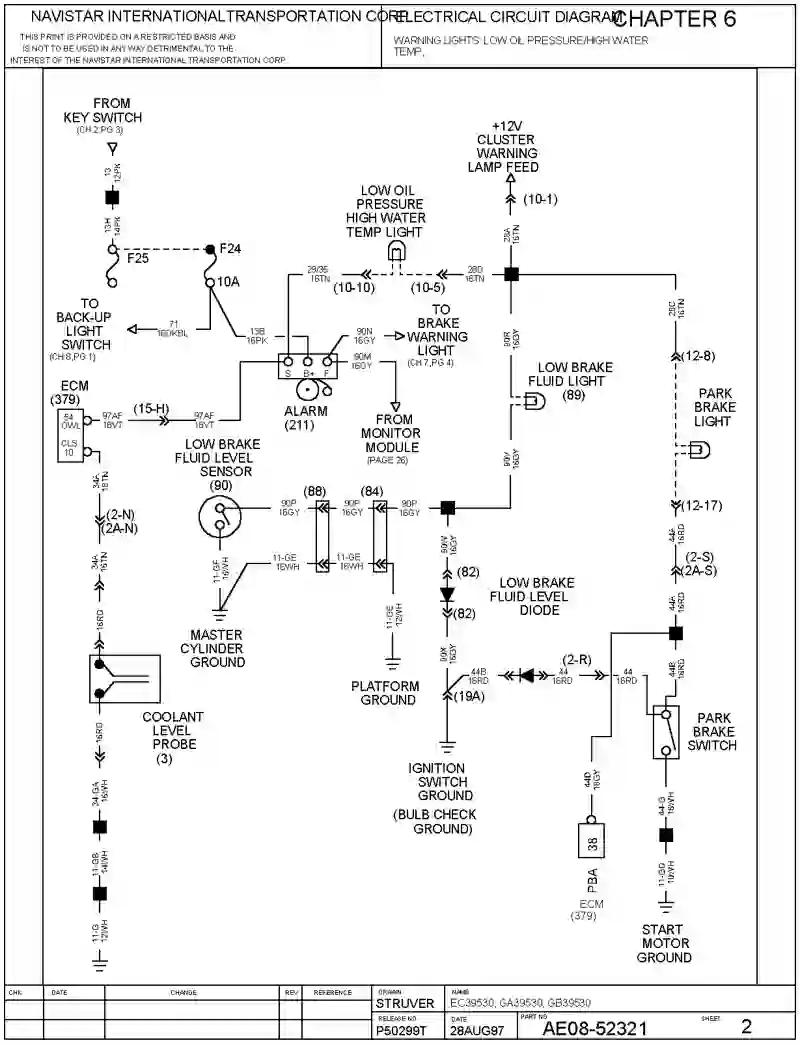 NAVISTAR INTERNATIONAL TRANSPORTATION CORP.
THIS PRINT IS PROVIDED ON A RESTRICTED BASIS AND
IS NOT TO BE USED IN ANY WAY DETRIMENTAL TO THE
INTEREST OF THE NAVISTAR INTERNATIONAL TRANSPORTATION CORP
ELECTRICAL CIRCUIT DIAGRAM
CHAPTER 6
WARNING LIGHTS: LOW OIL PRESSURE/HIGH WATER
TEMP.
FROM
KEY SWITCH
(CH 2,PG 3)
13
12PK
13H
14PK
F25
F24
10A
TO
BACK-UP
LIGHT
SWITCH
(CH 8,PG 1)
71
16DKBL
13B
16PK
LOW OIL
PRESSURE
HIGH WATER
TEMP LIGHT
29/35
16TN
(10-10)
(10-5)
28D
16TN
+12V
CLUSTER
WARNING
LAMP FEED
(10-1)
28A
16TN
28C
16TN
(12-8)
PARK
BRAKE
LIGHT
(12-17)
44A
16RD
(2-S)
(2A-S)
44A
16RD
S
B+
F
ALARM
(211)
90N
16GY
TO
BRAKE
WARNING
LIGHT
(CH 7,PG 4)
90M
16GY
FROM
MONITOR
MODULE
(PAGE 26)
90R
16GY
LOW BRAKE
FLUID LIGHT
(89)
90Y
16GY
ECM
(379)
54
OWL
CLS
10
97AF
18VT
(15-H)
97AF
18VT
34A
18TN
(2-N)
(2A-N)
34A
16TN
16RD
LOW BRAKE
FLUID LEVEL
SENSOR
(90)
90P
16GY
(88)
90P
16GY
(84)
90P
16GY
11-GF
16WH
11-GE
16WH
11-GE
16WH
11-GE
12WH
MASTER
CYLINDER
GROUND
PLATFORM
GROUND
90W
16GY
(82)
(82)
LOW BRAKE
FLUID LEVEL
DIODE
90X
16GY
(19A)
44B
16RD
44
16RD
(2-R)
44
16RD
44B
16RD
PARK
BRAKE
SWITCH
IGNITION
SWITCH
GROUND
(BULB CHECK
GROUND)
COOLANT
LEVEL
PROBE
(3)
16RD
34-GA
16WH
11-GB
14WH
11-G
12WH
44D
18GY
38
PBA
ECM
(379)
44-G
16WH
11-GD
10WH
START
MOTOR
GROUND
CHK DATE CHANGE REV REFERENCE
DRAWN
STRUVER
NAME
EC39530, GA39530, GB39530
RELEASE NO
P50299T
DATE
28AUG97
PART NO
AE08-52321
SHEET
2